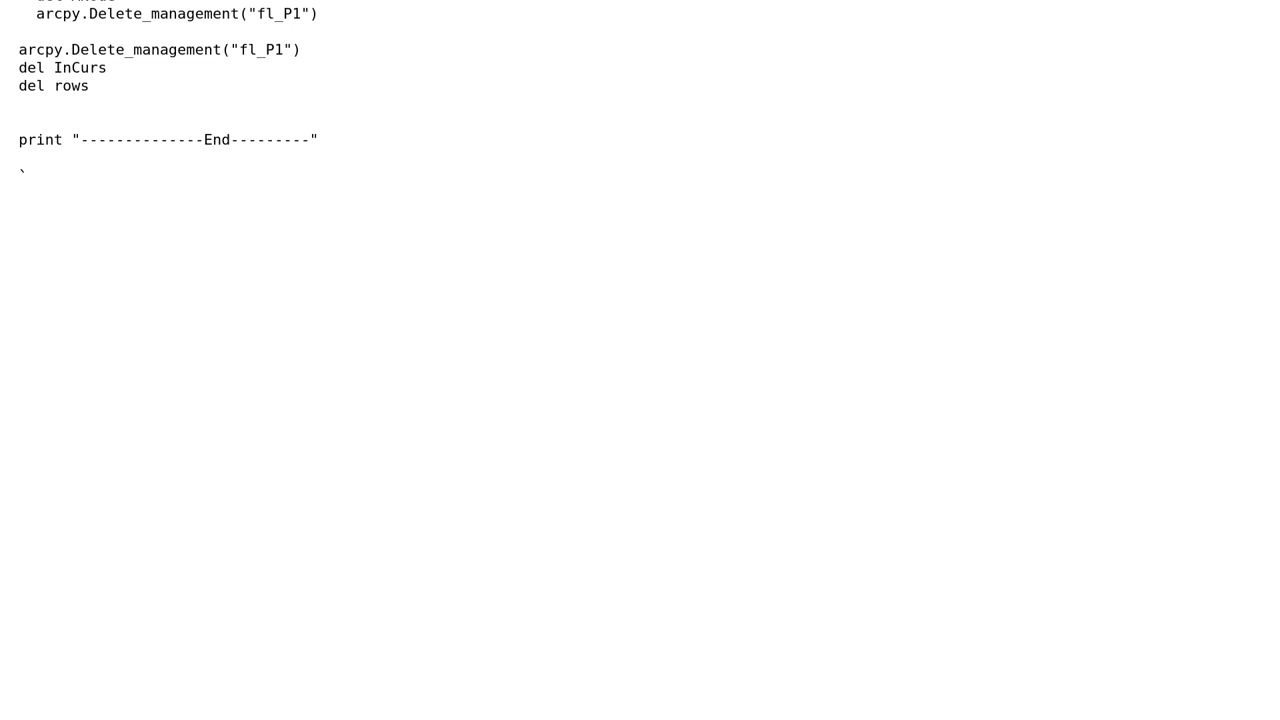 arcpy.Delete_management("fl_P1")
arcpy.Delete_management("fl_P1")
del InCurs
del rows
print "--------------End---------"
`